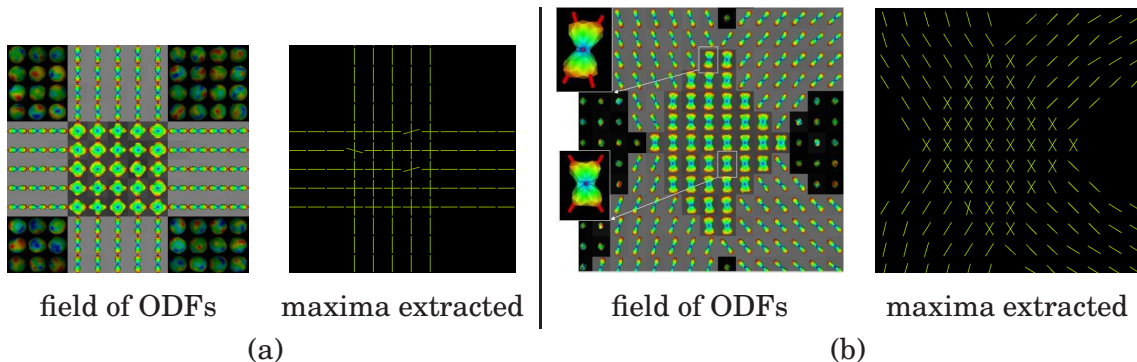 field of ODFs
maxima extracted
(a)
field of ODFs
maxima extracted
(b)